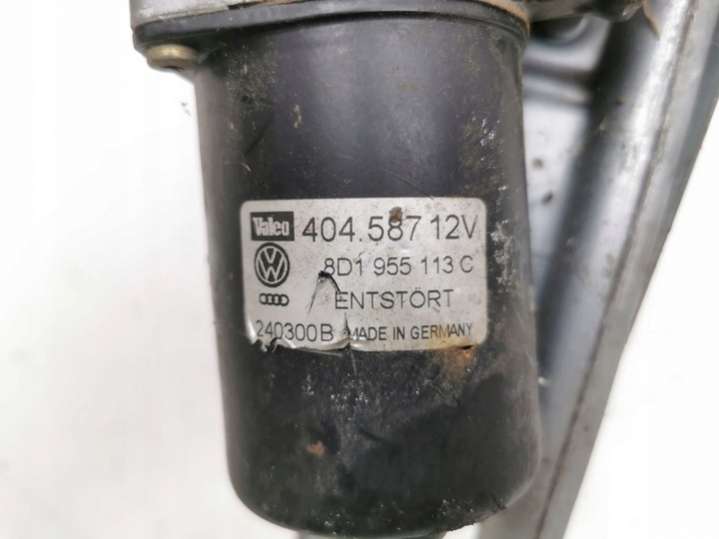 Valeo 404.587 12V
8D1 955 113 C
ENTSTÖRT
240300B MADE IN GERMANY